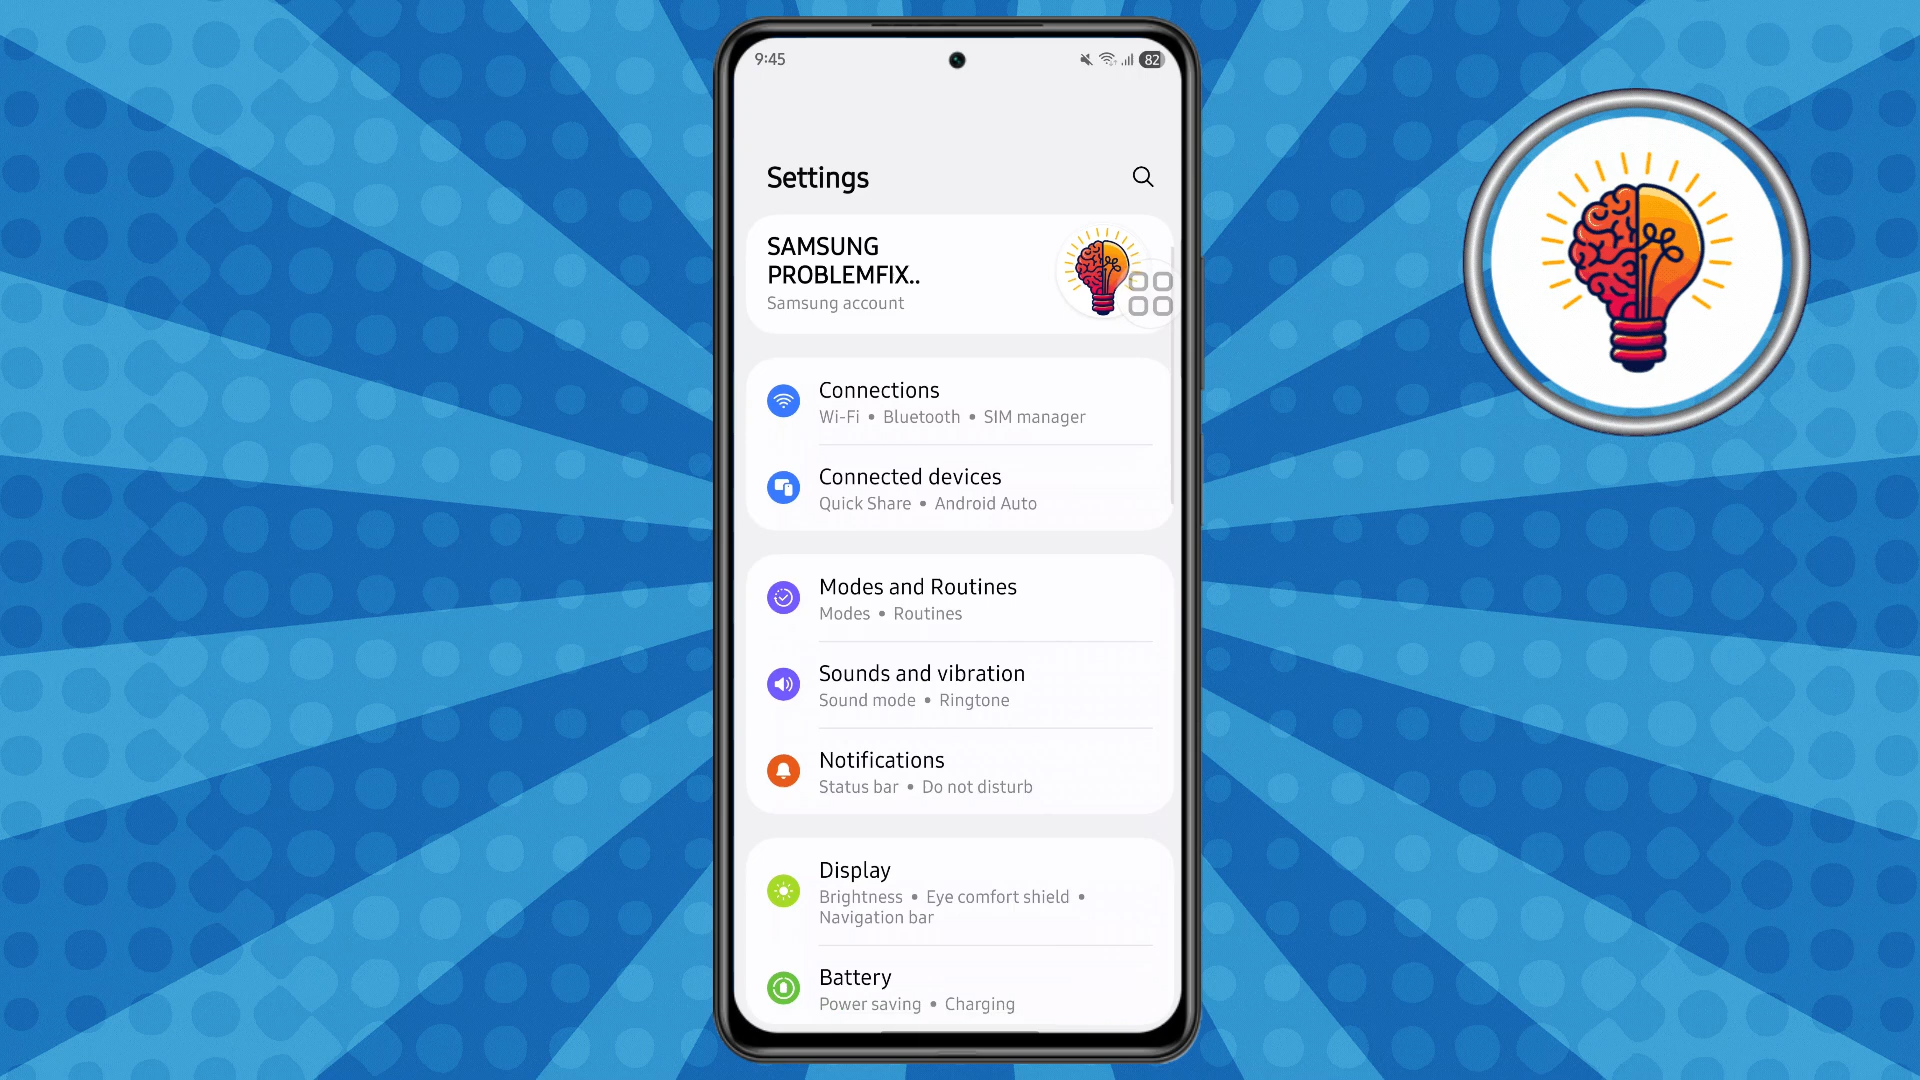 9:45
82
Settings
SAMSUNG
PROBLEMFIX..
Samsung account
Connections
Wi-Fi • Bluetooth • SIM manager
Connected devices
Quick Share • Android Auto
Modes and Routines
Modes • Routines
Sounds and vibration
Sound mode • Ringtone
Notifications
Status bar • Do not disturb
Display
Brightness • Eye comfort shield •
Navigation bar
Battery
Power saving • Charging